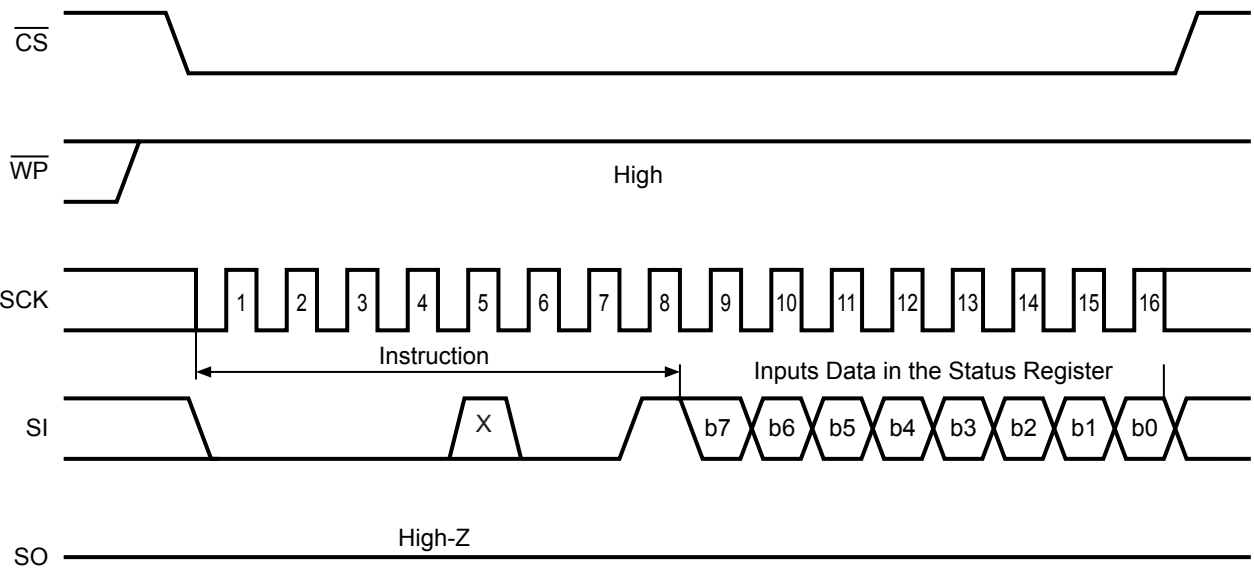 CS
WP
High
SCK
1 2 3 4 5 6 7 8 9 10 11 12 13 14 15 16
Instruction
Inputs Data in the Status Register
SI
X
b7 b6 b5 b4 b3 b2 b1 b0
High-Z
SO